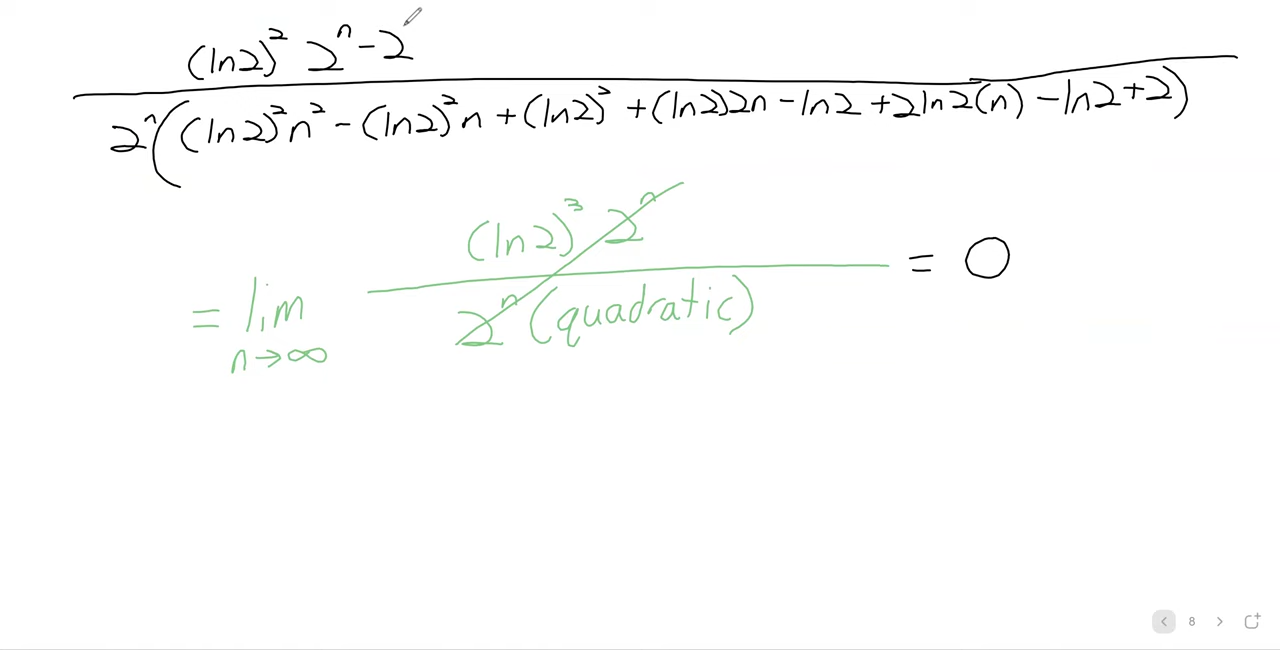 (ln2)² 2ⁿ - 2
2ⁿ((ln2)²n² - (ln2)²n + (ln2)² + (ln2)2n - ln2 + 2ln2(n) - ln2 + 2)
(ln2)³ 2ⁿ
= lim n→∞ = 0
2ⁿ (quadratic)
8